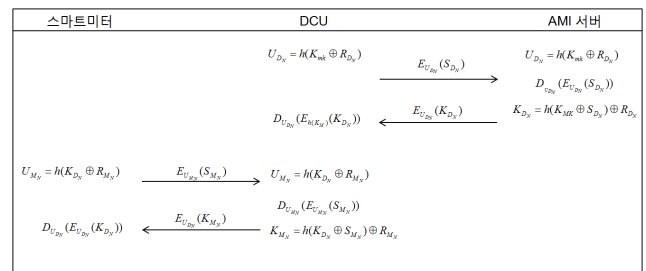 스마트미터 DCU AMI 서버
U_{D_N} = h(K_{mk} ⊕ R_{D_N}) U_{D_N} = h(K_{mk} ⊕ R_{D_N})
E_{U_{D_N}}(S_{D_N})
D_{U_{D_N}}(E_{U_{D_N}}(S_{D_N}))
E_{U_{D_N}}(K_{D_N}) K_{D_N} = h(K_{MK} ⊕ S_{D_N}) ⊕ R_{D_N}
D_{U_{D_N}}(E_{h(K_M)}(K_{D_N}))
U_{M_N} = h(K_{D_N} ⊕ R_{M_N}) E_{U_{M_N}}(S_{M_N}) U_{M_N} = h(K_{D_N} ⊕ R_{M_N})
D_{U_{M_N}}(E_{U_{M_N}}(S_{M_N}))
D_{U_{D_N}}(E_{U_{D_N}}(K_{D_N})) E_{U_{D_N}}(K_{M_N}) K_{M_N} = h(K_{D_N} ⊕ S_{M_N}) ⊕ R_{M_N}